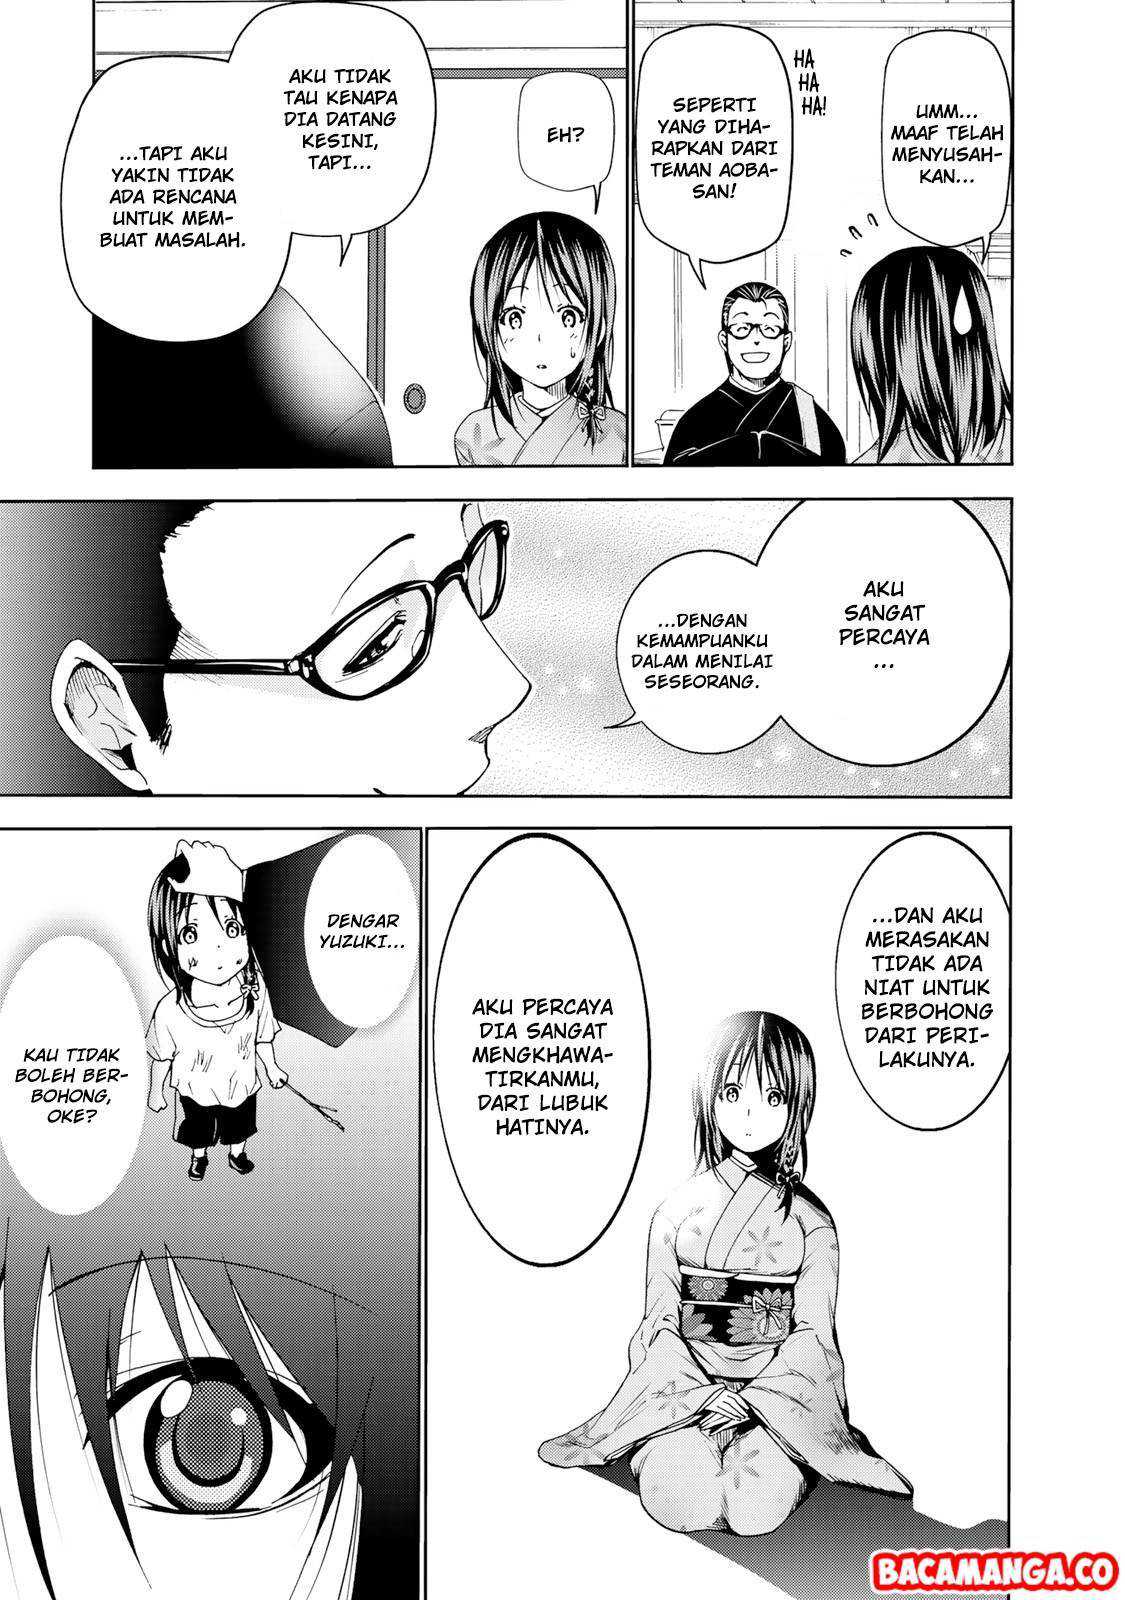 UMM...
MAAF TELAH
MENYUSAH-
KAN...
HA
HA
HA!
SEPERTI
YANG DIHA-
RAPKAN DARI
TEMAN AOBA-
SAN!
EH?
AKU TIDAK
TAU KENAPA
DIA DATANG
KESINI,
TAPI...
...TAPI AKU
YAKIN TIDAK
ADA RENCANA
UNTUK MEM-
BUAT MASALAH.
AKU
SANGAT
PERCAYA
...
...DENGAN
KEMAMPUANKU
DALAM MENILAI
SESEORANG.
...DAN AKU
MERASAKAN
TIDAK ADA
NIAT UNTUK
BERBOHONG
DARI PERI-
LAKUNYA.
AKU PERCAYA
DIA SANGAT
MENGKHAWA-
TIRKANMU,
DARI LUBUK
HATINYA.
DENGAR
YUZUKI...
KAU TIDAK
BOLEH BER-
BOHONG,
OKE?
BACAMANGA.CO